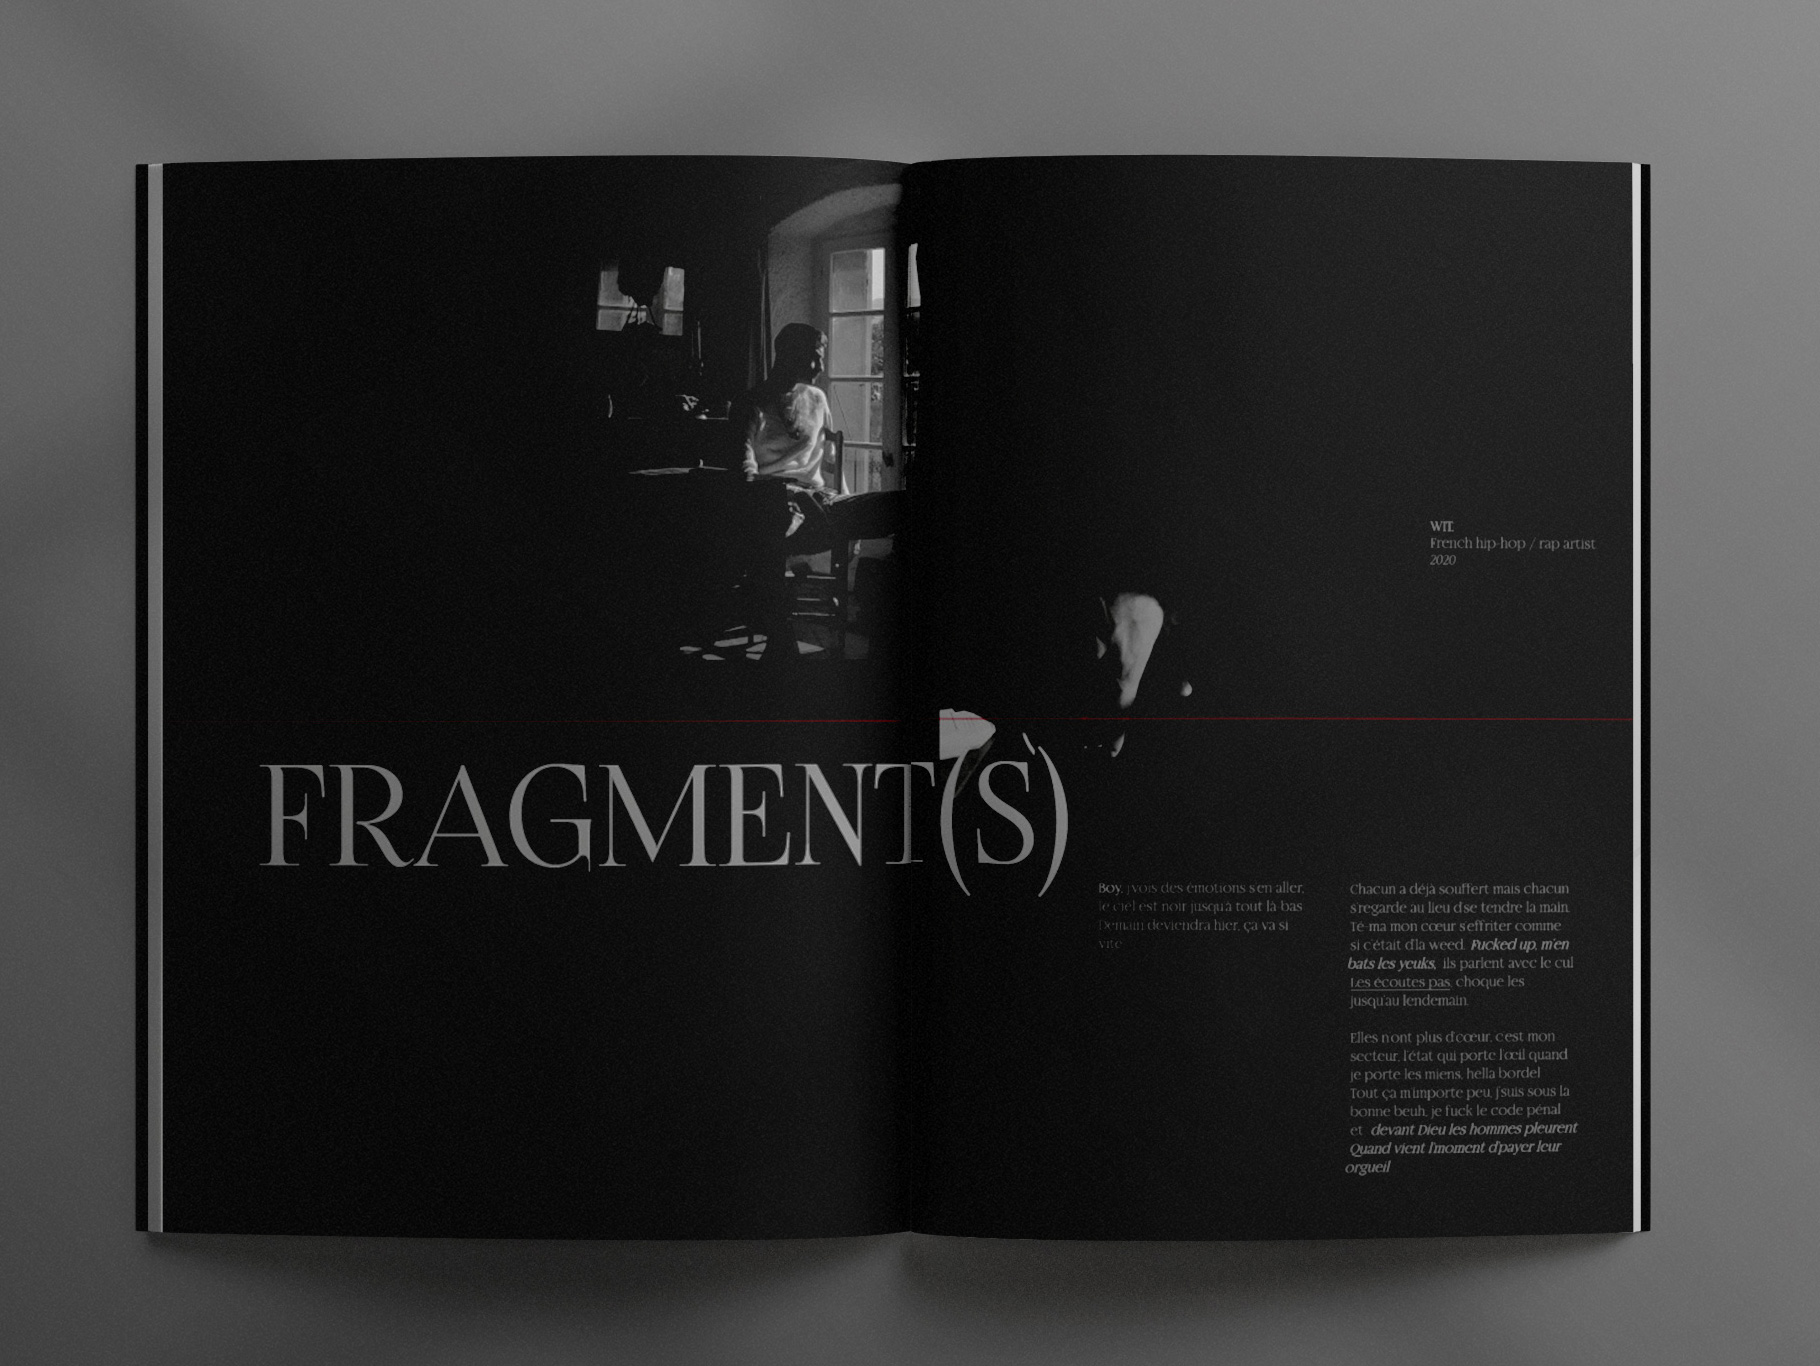 WIT.
French hip-hop / rap artist
2020
FRAGMENT(S)
Boy, j'vois des émotions s'en aller,
le ciel est noir jusqu'à tout là-bas
Demain deviendra hier, ça va si
vite
Chacun a déjà souffert mais chacun
s'regarde au lieu d'se tendre la main.
Té-ma mon cœur s'effriter comme
si c'était d'la weed. Fucked up, m'en
bats les yeuks, ils parlent avec le cul
Les écoutes pas, choque les
jusqu'au lendemain.
Elles n'ont plus d'cœur, c'est mon
secteur, l'état qui porte l'œil quand
je porte les miens, hella bordel
Tout ça m'importe peu, j'suis sous la
bonne beuh, je fuck le code pénal
et devant Dieu les hommes pleurent
Quand vient l'moment d'payer leur
orgueil